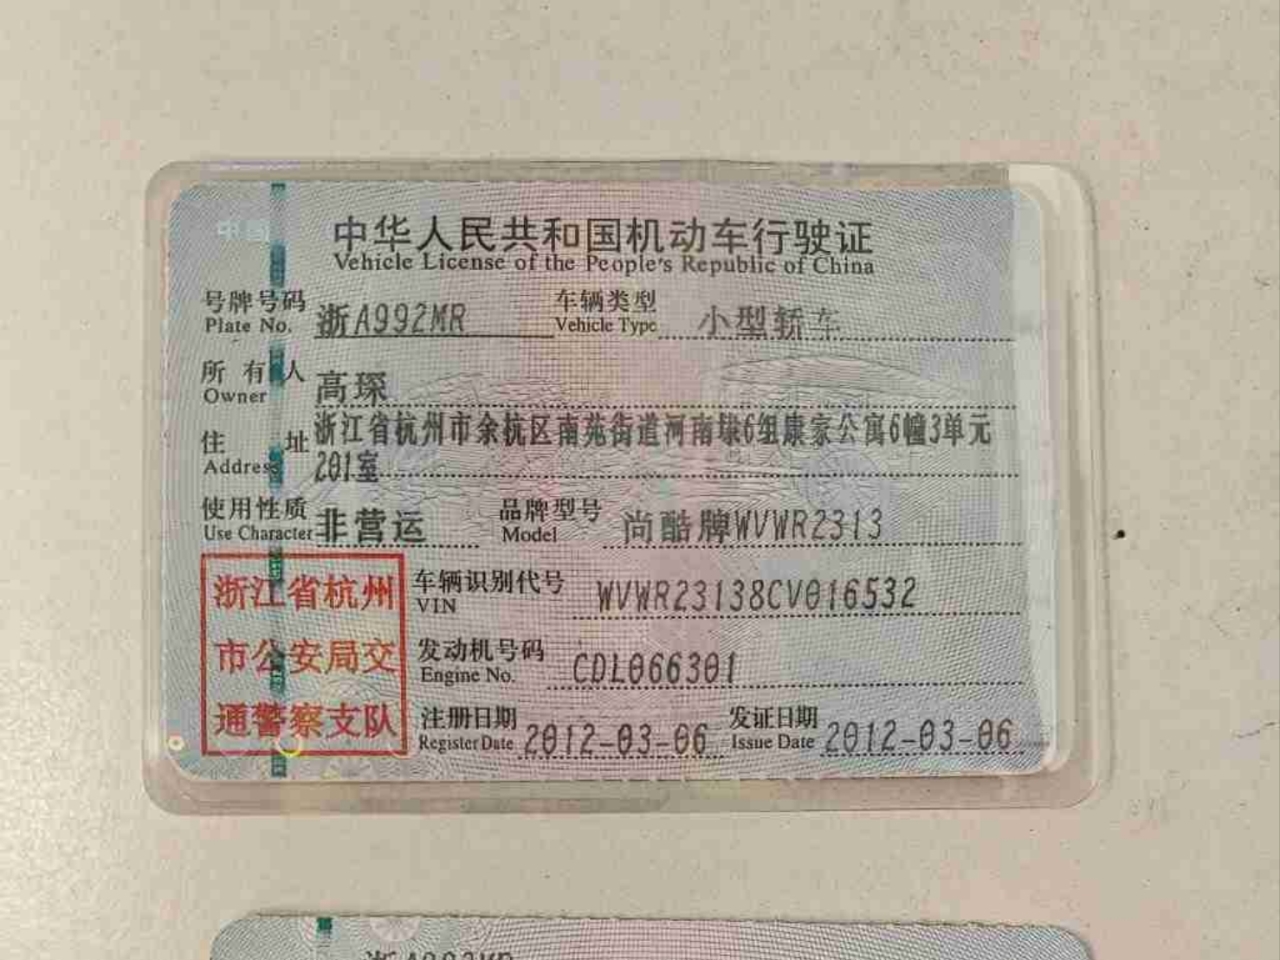 中国
中华人民共和国机动车行驶证
Vehicle License of the People's Republic of China
号牌号码 浙A992MR 车辆类型 小型轿车
Plate No. Vehicle Type
所有人 高琛
Owner
住址 浙江省杭州市余杭区南苑街道河南埭6组康家公寓6幢3单元
Address 201室
使用性质 非营运 品牌型号 尚酷牌WVWR2313
Use Character Model
浙江省杭州
市公安局交
通警察支队
车辆识别代号 WVWR23138CV016532
VIN
发动机号码 CDL066301
Engine No.
注册日期 2012-03-06 发证日期 2012-03-06
Register Date Issue Date
浙A992MR